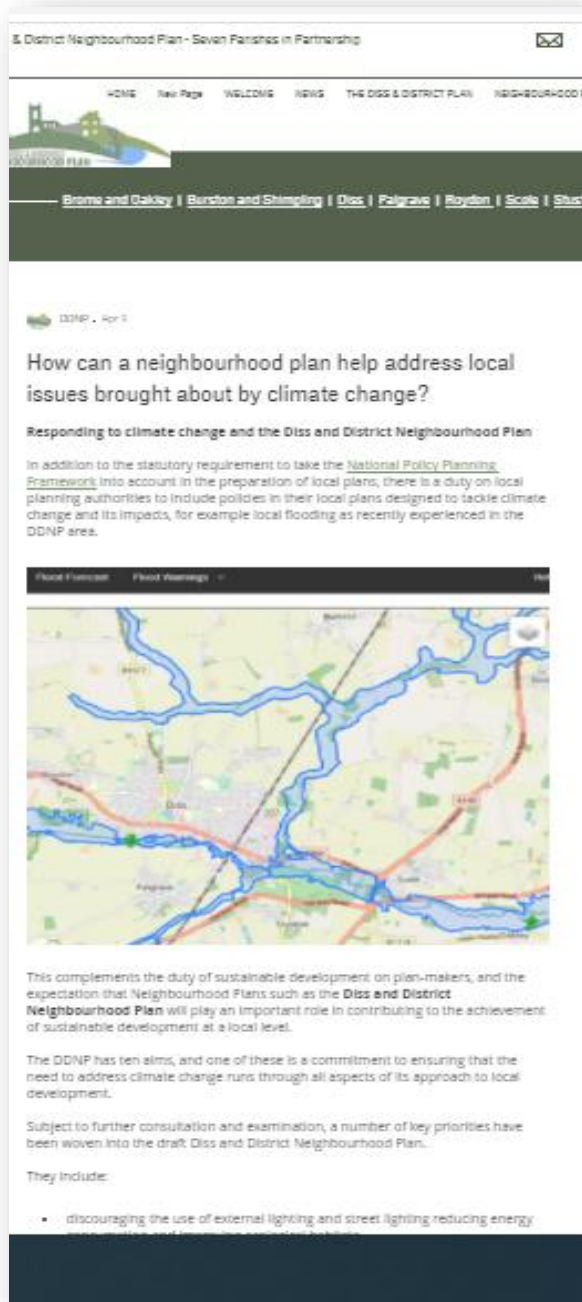 & District Neighbourhood Plan - Seven Parishes in Partnership
HOME New Page WELCOME NEWS THE DISS & DISTRICT PLAN NEIGHBOURHOOD
NEIGHBOURHOOD PLAN
Brome and Oakley | Burston and Shimpling | Diss | Palgrave | Roydon | Scole | Stus
DDNP . Apr
How can a neighbourhood plan help address local
issues brought about by climate change?
Responding to climate change and the Diss and District Neighbourhood Plan
In addition to the statutory requirement to take the National Policy Planning
Framework into account in the preparation of local plans, there is a duty on local
planning authorities to include policies in their local plans designed to tackle climate
change and its impacts, for example local flooding as recently experienced in the
DDNP area.
Flood Forecast Flood Warnings
Diss
Palgrave
Scole
This complements the duty of sustainable development on plan-makers, and the
expectation that Neighbourhood Plans such as the Diss and District
Neighbourhood Plan will play an important role in contributing to the achievement
of sustainable development at a local level.
The DDNP has ten aims, and one of these is a commitment to ensuring that the
need to address climate change runs through all aspects of its approach to local
development.
Subject to further consultation and examination, a number of key priorities have
been woven into the draft Diss and District Neighbourhood Plan.
They include:
• discouraging the use of external lighting and street lighting reducing energy